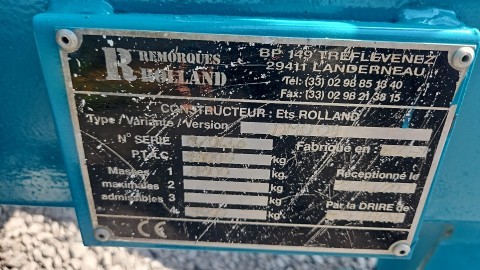 R REMORQUES
ROLLAND
BP 149 TREFLEVENEZ
29411 LANDERNEAU
Tél: (33) 02 98 85 13 40
Fax: (33) 02 98 21 38 15
CONSTRUCTEUR : Ets ROLLAND
Type / Variante / Version
N° SERIE Fabriqué en
P.T.A.C. kg
Masses 1 kg Réceptionné le
maximales 2 kg
admissibles 3 kg Par la DRIRE de
4 kg
CE